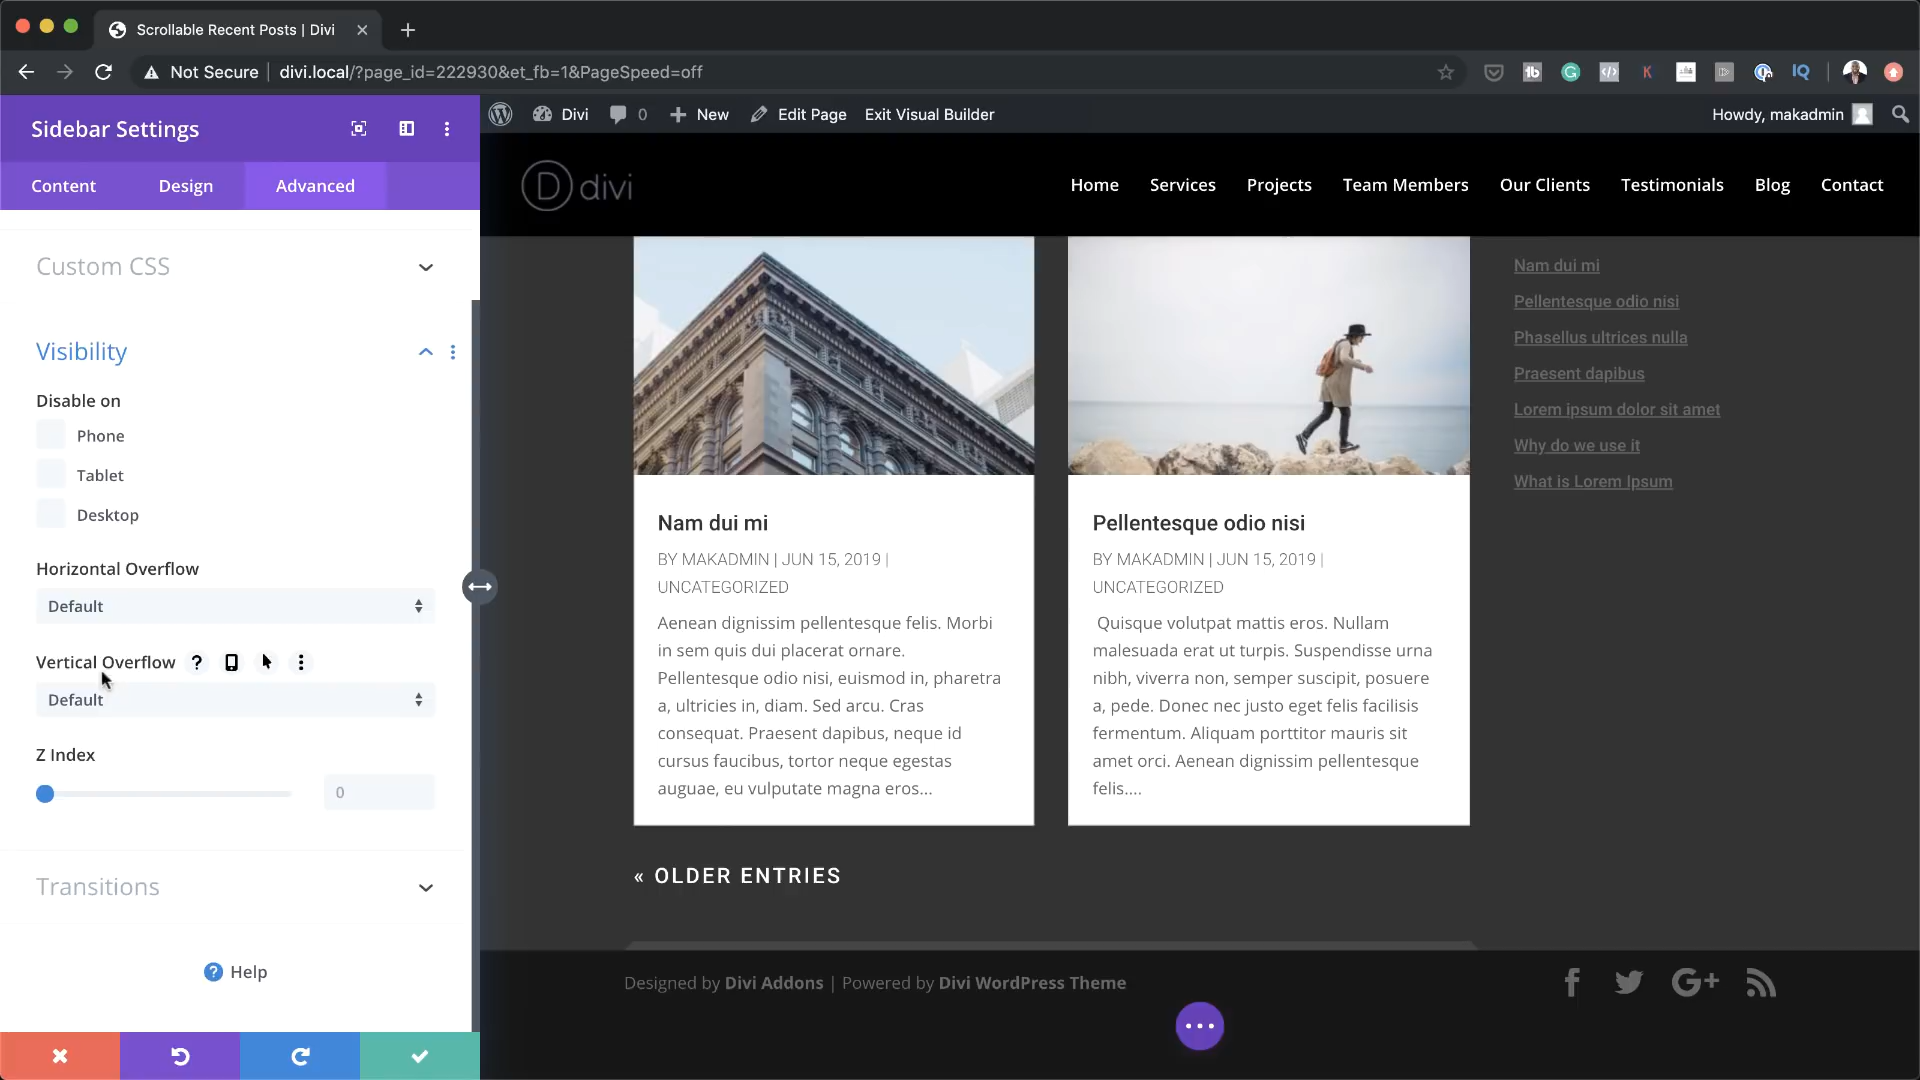 Scrollable Recent Posts | Divi
Not Secure | divi.local/?page_id=222930&et_fb=1&PageSpeed=off
Sidebar Settings
Content Design Advanced
Custom CSS
Visibility
Disable on
Phone
Tablet
Desktop
Horizontal Overflow
Default
Vertical Overflow ?
Default
Z Index
0
Transitions
? Help
Divi 0 New Edit Page Exit Visual Builder Howdy, makadmin
D divi
Home Services Projects Team Members Our Clients Testimonials Blog Contact
Nam dui mi
BY MAKADMIN | JUN 15, 2019 |
UNCATEGORIZED
Aenean dignissim pellentesque felis. Morbi
in sem quis dui placerat ornare.
Pellentesque odio nisi, euismod in, pharetra
a, ultricies in, diam. Sed arcu. Cras
consequat. Praesent dapibus, neque id
cursus faucibus, tortor neque egestas
auguae, eu vulputate magna eros...
Pellentesque odio nisi
BY MAKADMIN | JUN 15, 2019 |
UNCATEGORIZED
Quisque volutpat mattis eros. Nullam
malesuada erat ut turpis. Suspendisse urna
nibh, viverra non, semper suscipit, posuere
a, pede. Donec nec justo eget felis facilisis
fermentum. Aliquam porttitor mauris sit
amet orci. Aenean dignissim pellentesque
felis....
Nam dui mi
Pellentesque odio nisi
Phasellus ultrices nulla
Praesent dapibus
Lorem ipsum dolor sit amet
Why do we use it
What is Lorem Ipsum
« OLDER ENTRIES
Designed by Divi Addons | Powered by Divi WordPress Theme